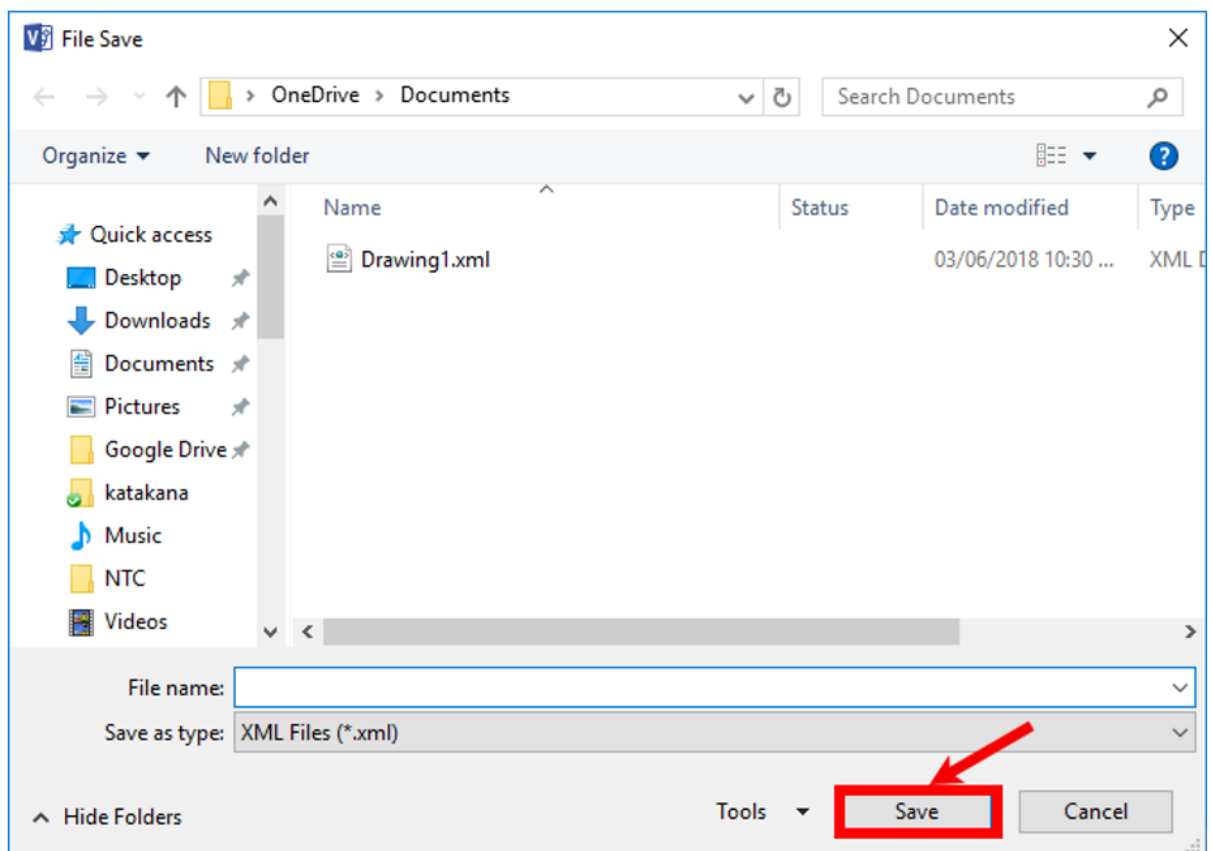 File Save
OneDrive > Documents
Search Documents
Organize
New folder
Name
Status
Date modified
Type
Quick access
Desktop
Downloads
Documents
Pictures
Google Drive
katakana
Music
NTC
Videos
Drawing1.xml
03/06/2018 10:30 ...
XML D
File name:
Save as type: XML Files (*.xml)
Hide Folders
Tools
Save
Cancel